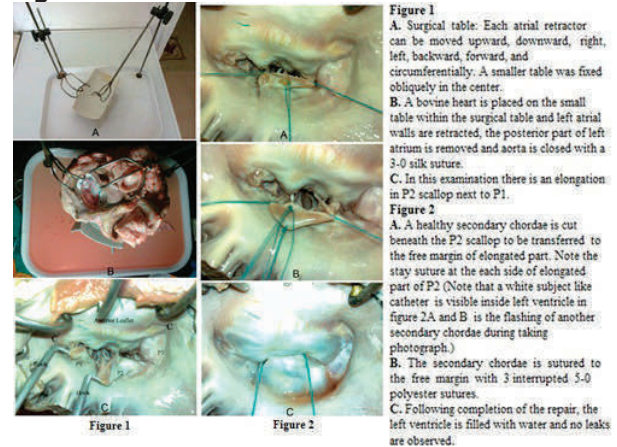 Figure 1
A. Surgical table: Each atrial retractor
can be moved upward, downward, right,
left, backward, forward, and
circumferentially. A smaller table was fixed
obliquely in the center.
B. A bovine heart is placed on the small
table within the surgical table and left atrial
walls are retracted, the posterior part of left
atrium is removed and aorta is closed with a
3-0 silk suture.
C. In this examination there is an elongation
in P2 scallop next to P1.
Figure 2
A. A healthy secondary chordae is cut
beneath the P2 scallop to be transferred to
the free margin of elongated part. Note the
stay suture at the each side of elongated
part of P2 (Note that a white subject like
catheter is visible inside left ventricle in
figure 2A and B is the flashing of another
secondary chordae during taking
photograph.)
B. The secondary chordae is sutured to
the free margin with 3 interrupted 5-0
polyester sutures.
C. Following completion of the repair, the
left ventricle is filled with water and no leaks
are observed.
A
B
Anterior Leaflet
C
Figure 1
A
B
C
Figure 2